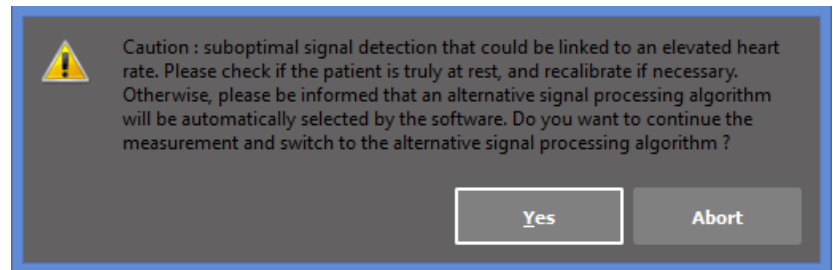 Caution : suboptimal signal detection that could be linked to an elevated heart
rate. Please check if the patient is truly at rest, and recalibrate if necessary.
Otherwise, please be informed that an alternative signal processing algorithm
will be automatically selected by the software. Do you want to continue the
measurement and switch to the alternative signal processing algorithm ?
Yes Abort